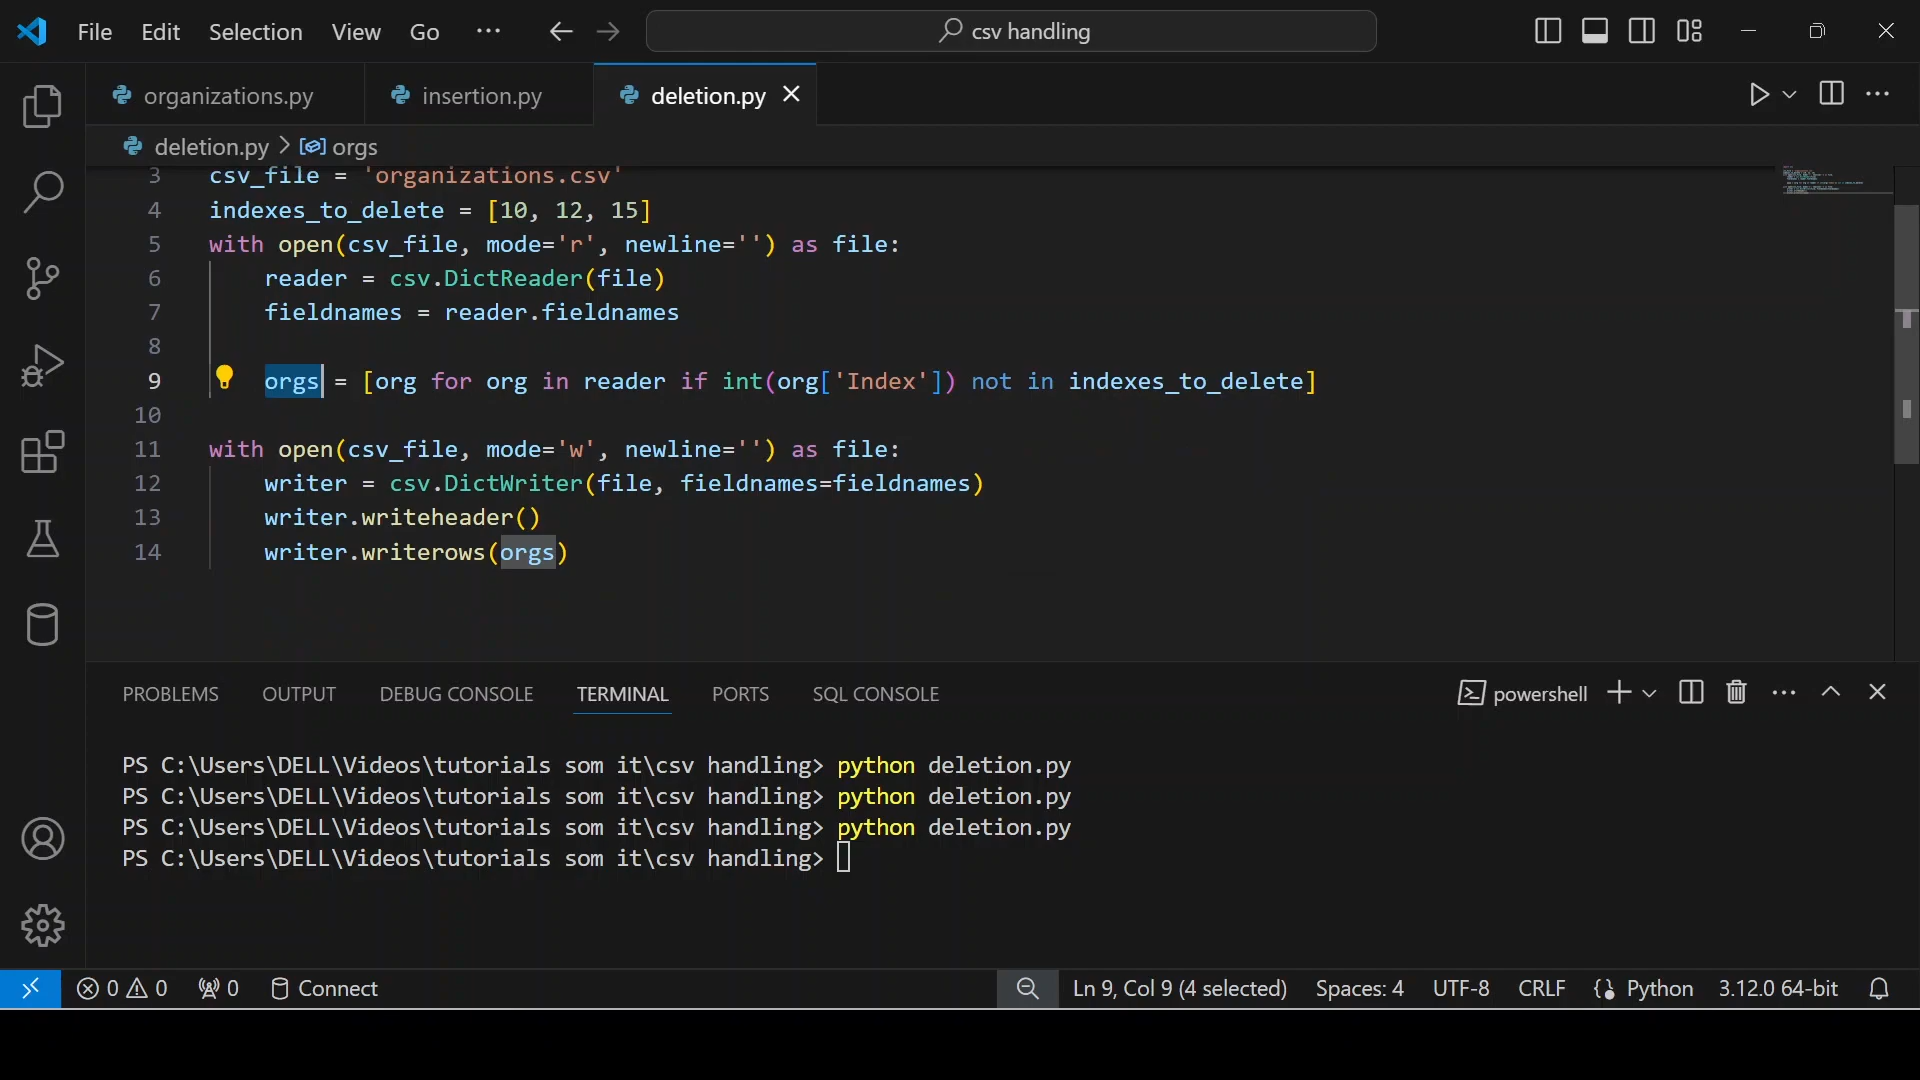 File Edit Selection View Go ··· csv handling
organizations.py insertion.py deletion.py
deletion.py > orgs
3 csv_file = 'organizations.csv'
4 indexes_to_delete = [10, 12, 15]
5 with open(csv_file, mode='r', newline='') as file:
6 reader = csv.DictReader(file)
7 fieldnames = reader.fieldnames
8
9 orgs = [org for org in reader if int(org['Index']) not in indexes_to_delete]
10
11 with open(csv_file, mode='w', newline='') as file:
12 writer = csv.DictWriter(file, fieldnames=fieldnames)
13 writer.writeheader()
14 writer.writerows(orgs)
PROBLEMS OUTPUT DEBUG CONSOLE TERMINAL PORTS SQL CONSOLE powershell
PS C:\Users\DELL\Videos\tutorials som it\csv handling> python deletion.py
PS C:\Users\DELL\Videos\tutorials som it\csv handling> python deletion.py
PS C:\Users\DELL\Videos\tutorials som it\csv handling> python deletion.py
PS C:\Users\DELL\Videos\tutorials som it\csv handling>
0 0 0 Connect Ln 9, Col 9 (4 selected) Spaces: 4 UTF-8 CRLF Python 3.12.0 64-bit